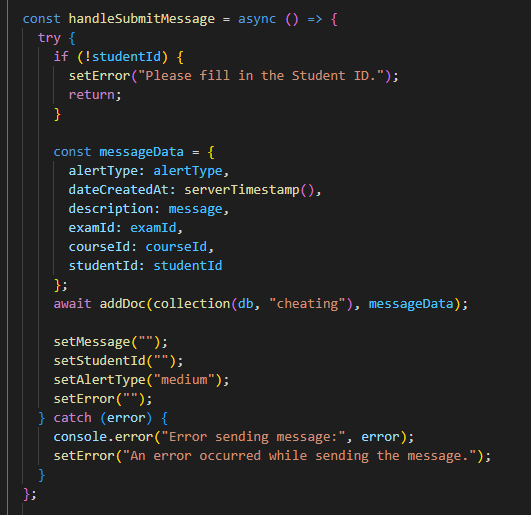 const handleSubmitMessage = async () => {
  try {
    if (!studentId) {
      setError("Please fill in the Student ID.");
      return;
    }

    const messageData = {
      alertType: alertType,
      dateCreatedAt: serverTimestamp(),
      description: message,
      examId: examId,
      courseId: courseId,
      studentId: studentId
    };
    await addDoc(collection(db, "cheating"), messageData);

    setMessage("");
    setStudentId("");
    setAlertType("medium");
    setError("");
  } catch (error) {
    console.error("Error sending message:", error);
    setError("An error occurred while sending the message.");
  }
};